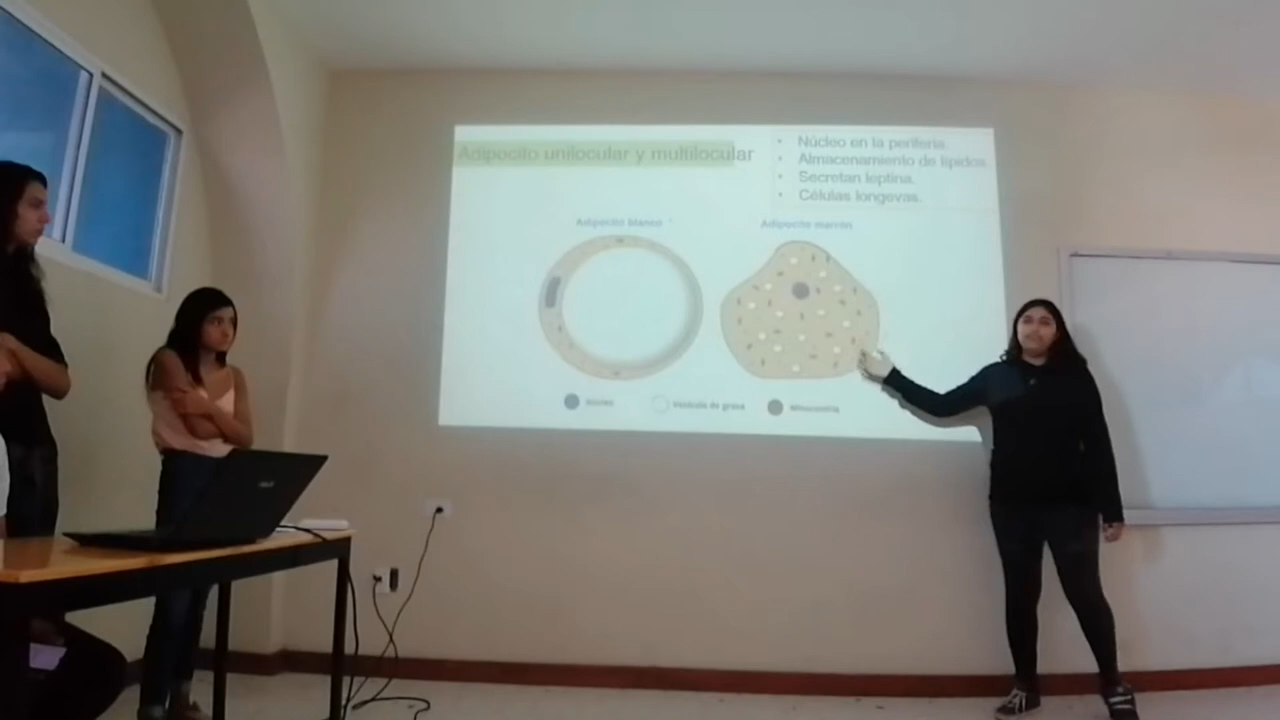 Adipocito unilocular y multilocular
• Núcleo en la periferia.
• Almacenamiento de lípidos.
• Secretan leptina.
• Células longevas.
Adipocito blanco
Adipocito marrón
Núcleo
Vesícula de grasa
Mitocondria
ASUS